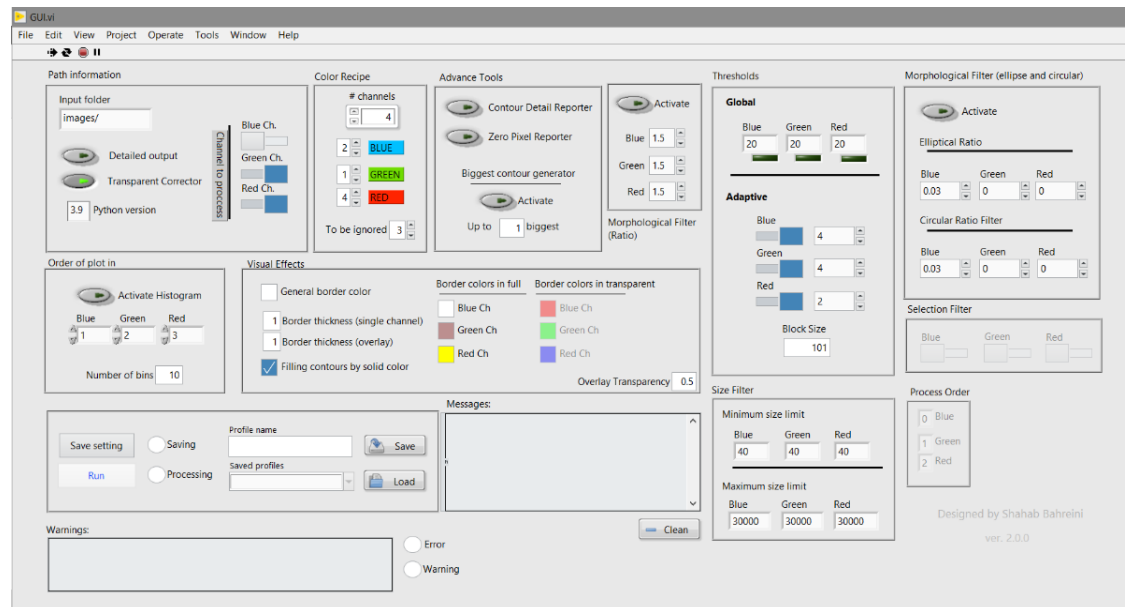 GUI.vi
File Edit View Project Operate Tools Window Help
Path information
Input folder
images/
Detailed output
Transparent Corrector
3.9 Python version
Channel to proccess
Blue Ch.
Green Ch.
Red Ch.
Color Recipe
# channels
4
2 BLUE
1 GREEN
4 RED
To be ignored 3
Advance Tools
Contour Detail Reporter
Zero Pixel Reporter
Biggest contour generator
Activate
Up to 1 biggest
Activate
Blue 1.5
Green 1.5
Red 1.5
Morphological Filter
(Ratio)
Thresholds
Global
Blue Green Red
20 20 20
Adaptive
Blue
4
Green
4
Red
2
Block Size
101
Morphological Filter (ellipse and circular)
Activate
Elliptical Ratio
Blue Green Red
0.03 0 0
Circular Ratio Filter
Blue Green Red
0.03 0 0
Order of plot in
Activate Histogram
Blue Green Red
1 2 3
Number of bins 10
Visual Effects
General border color
1 Border thickness (single channel)
1 Border thickness (overlay)
Filling contours by solid color
Border colors in full
Blue Ch
Green Ch
Red Ch
Border colors in transparent
Blue Ch
Green Ch
Red Ch
Overlay Transparency 0.5
Selection Filter
Blue Green Red
Save setting Saving
Run Processing
Profile name
Save
Saved profiles
Load
Messages:
Clean
Size Filter
Minimum size limit
Blue Green Red
40 40 40
Maximum size limit
Blue Green Red
30000 30000 30000
Process Order
0 Blue
1 Green
2 Red
Designed by Shahab Bahreini
ver. 2.0.0
Warnings:
Error
Warning